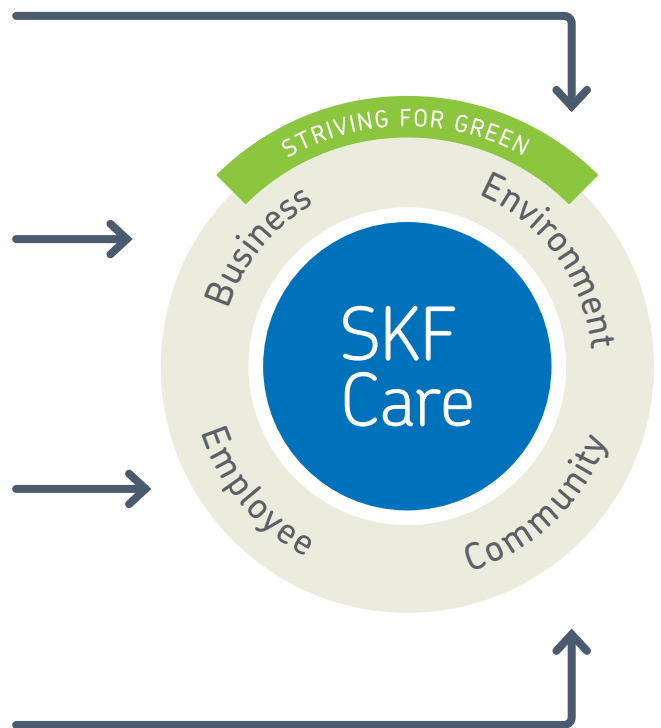 STRIVING FOR GREEN
Business
Environment
SKF
Care
Employee
Community